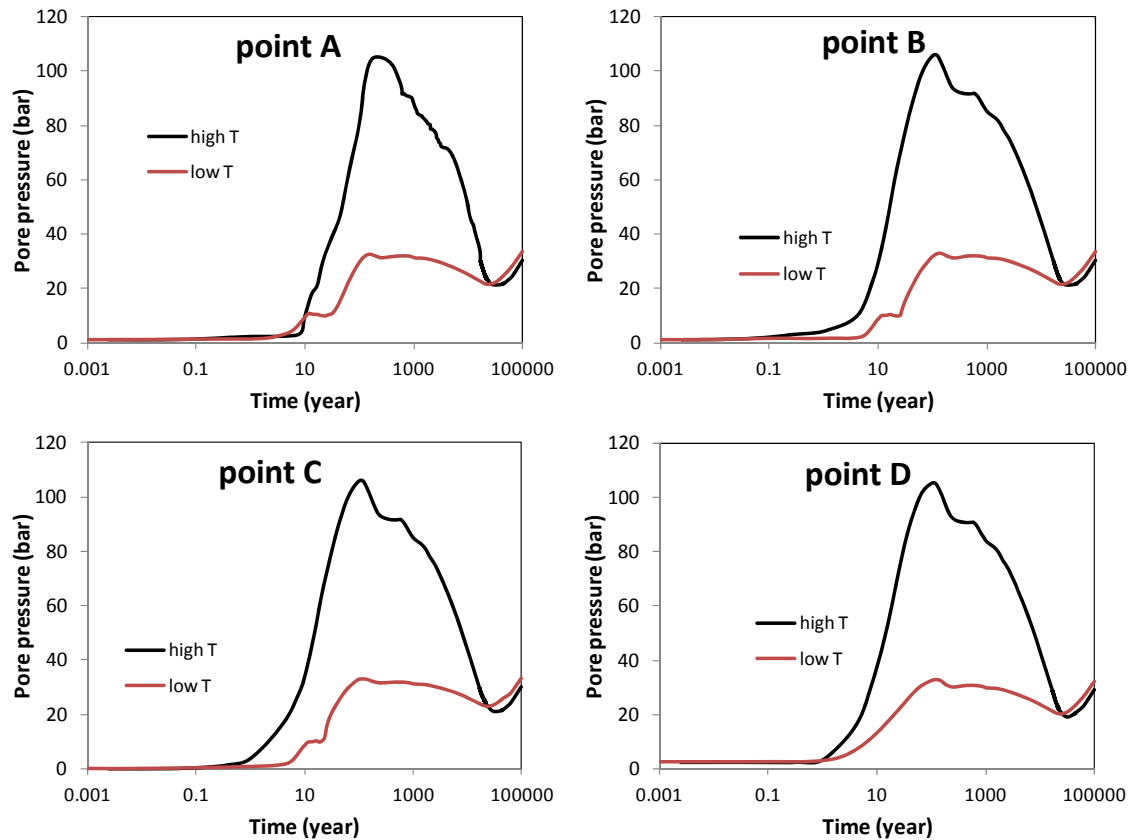 point A
120
100
80
60
40
20
0
Pore pressure (bar)
high T
low T
0.001 0.1 10 1000 100000
Time (year)
point B
120
100
80
60
40
20
0
Pore pressure (bar)
high T
low T
0.001 0.1 10 1000 100000
Time (year)
point C
120
100
80
60
40
20
0
Pore pressure (bar)
high T
low T
0.001 0.1 10 1000 100000
Time (year)
point D
120
100
80
60
40
20
0
Pore pressure (bar)
high T
low T
0.001 0.1 10 1000 100000
Time (year)